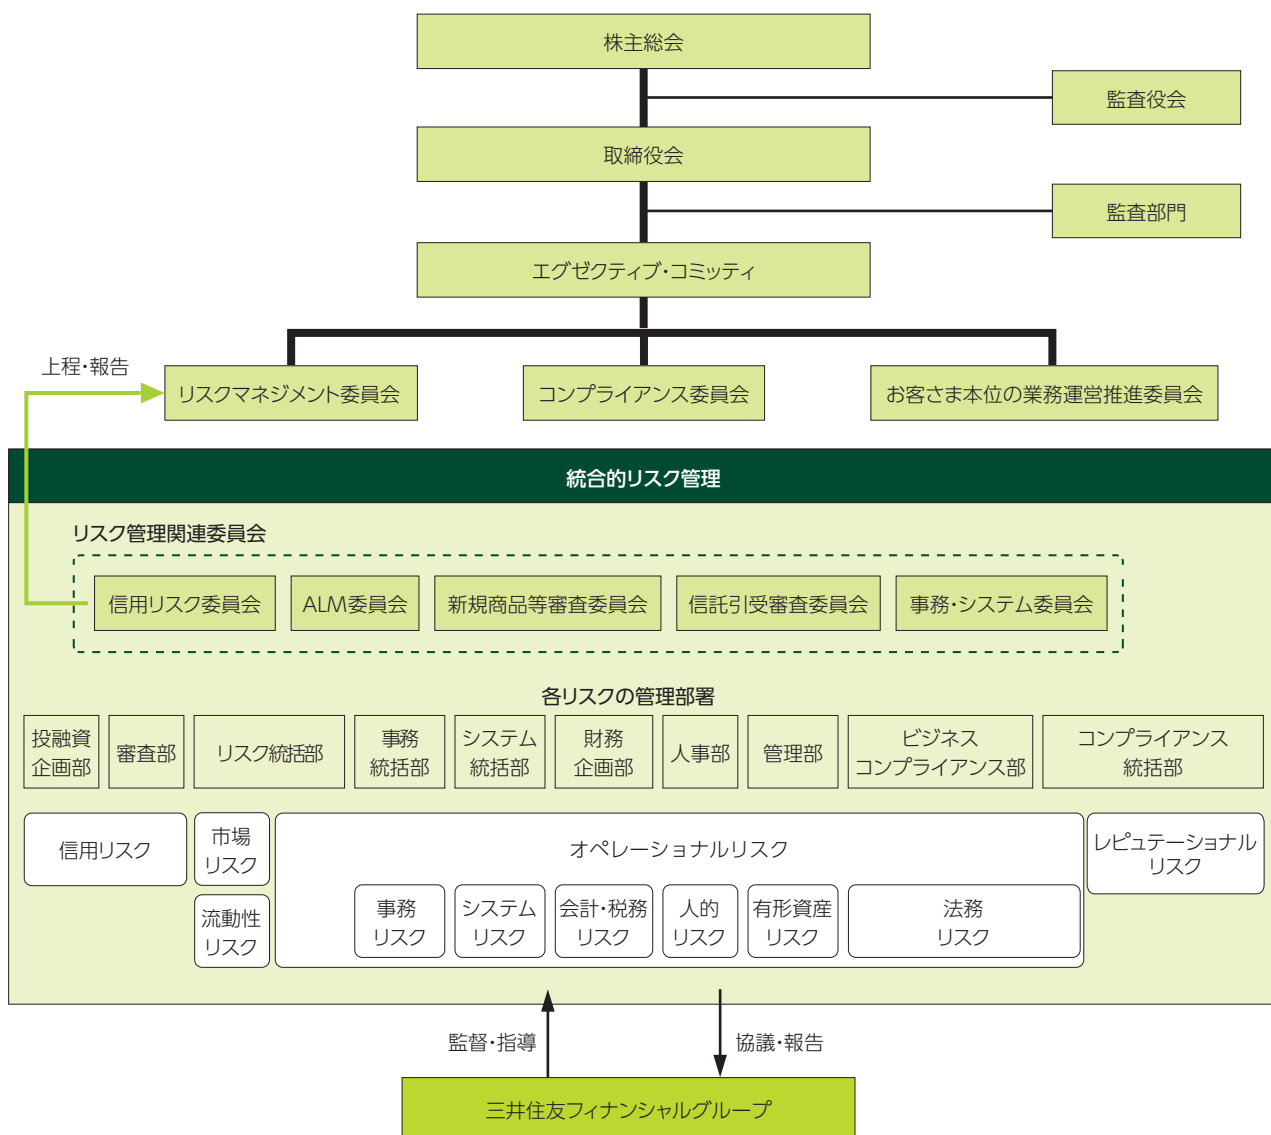 株主総会
監査役会
取締役会
監査部門
エグゼクティブ・コミッティ
上程・報告
リスクマネジメント委員会
コンプライアンス委員会
お客さま本位の業務運営推進委員会
統合的リスク管理
リスク管理関連委員会
信用リスク委員会
ALM委員会
新規商品等審査委員会
信託引受審査委員会
事務・システム委員会
各リスクの管理部署
投融資
企画部
審査部
リスク統括部
事務
統括部
システム
統括部
財務
企画部
人事部
管理部
ビジネス
コンプライアンス部
コンプライアンス
統括部
信用リスク
市場
リスク
流動性
リスク
オペレーショナルリスク
事務
リスク
システム
リスク
会計・税務
リスク
人的
リスク
有形資産
リスク
法務
リスク
レピュテーショナル
リスク
監督・指導
協議・報告
三井住友フィナンシャルグループ